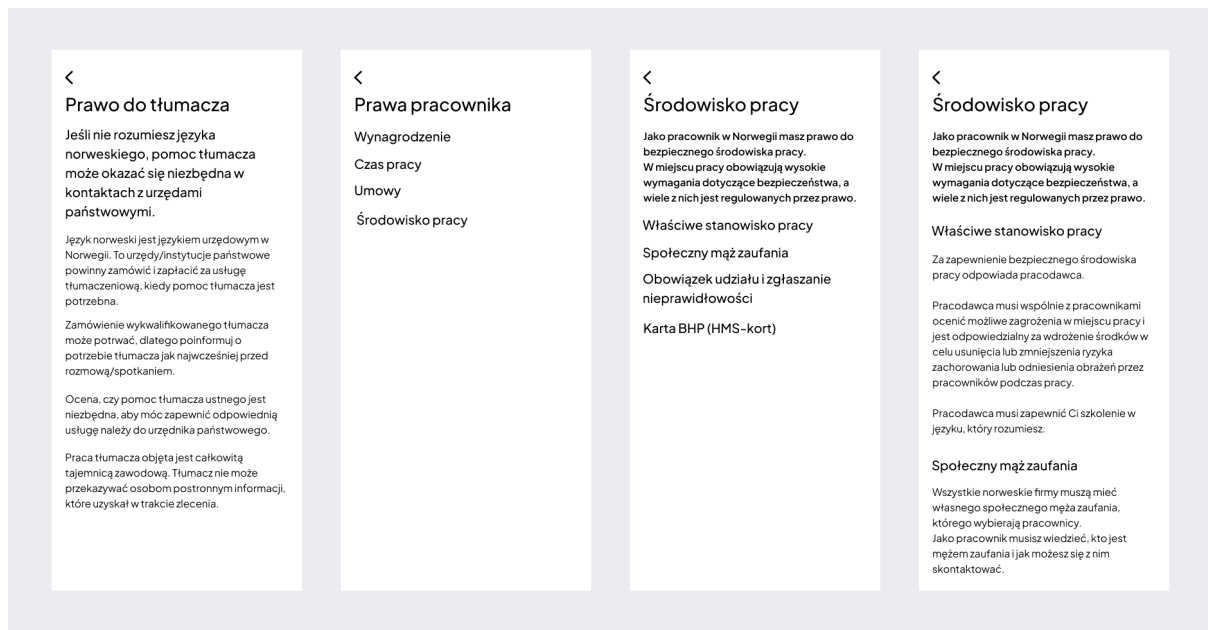 Prawo do tłumacza
Jeśli nie rozumiesz języka
norweskiego, pomoc tłumacza
może okazać się niezbędna w
kontaktach z urzędami
państwowymi.
Język norweski jest językiem urzędowym w
Norwegii. To urzędy/instytucje państwowe
powinny zamówić i zapłacić za usługę
tłumaczeniową, kiedy pomoc tłumacza jest
potrzebna.
Zamówienie wykwalifikowanego tłumacza
może potrwać, dlatego poinformuj o
potrzebie tłumacza jak najwcześniej przed
rozmową/spotkaniem.
Ocena, czy pomoc tłumacza ustnego jest
niezbędna, aby móc zapewnić odpowiednią
usługę należy do urzędnika państwowego.
Praca tłumacza objęta jest całkowitą
tajemnicą zawodową. Tłumacz nie może
przekazywać osobom postronnym informacji,
które uzyskał w trakcie zlecenia.
Prawa pracownika
Wynagrodzenie
Czas pracy
Umowy
Środowisko pracy
Środowisko pracy
Jako pracownik w Norwegii masz prawo do
bezpiecznego środowiska pracy.
W miejscu pracy obowiązują wysokie
wymagania dotyczące bezpieczeństwa, a
wiele z nich jest regulowanych przez prawo.
Właściwe stanowisko pracy
Społeczny mąż zaufania
Obowiązek udziału i zgłaszanie
nieprawidłowości
Karta BHP (HMS-kort)
Środowisko pracy
Jako pracownik w Norwegii masz prawo do
bezpiecznego środowiska pracy.
W miejscu pracy obowiązują wysokie
wymagania dotyczące bezpieczeństwa, a
wiele z nich jest regulowanych przez prawo.
Właściwe stanowisko pracy
Za zapewnienie bezpiecznego środowiska
pracy odpowiada pracodawca.
Pracodawca musi wspólnie z pracownikami
ocenić możliwe zagrożenia w miejscu pracy i
jest odpowiedzialny za wdrożenie środków w
celu usunięcia lub zmniejszenia ryzyka
zachorowania lub odniesienia obrażeń przez
pracowników podczas pracy.
Pracodawca musi zapewnić Ci szkolenie w
języku, który rozumiesz.
Społeczny mąż zaufania
Wszystkie norweskie firmy muszą mieć
własnego społecznego męża zaufania,
którego wybierają pracownicy.
Jako pracownik musisz wiedzieć, kto jest
mężem zaufania i jak możesz się z nim
skontaktować.